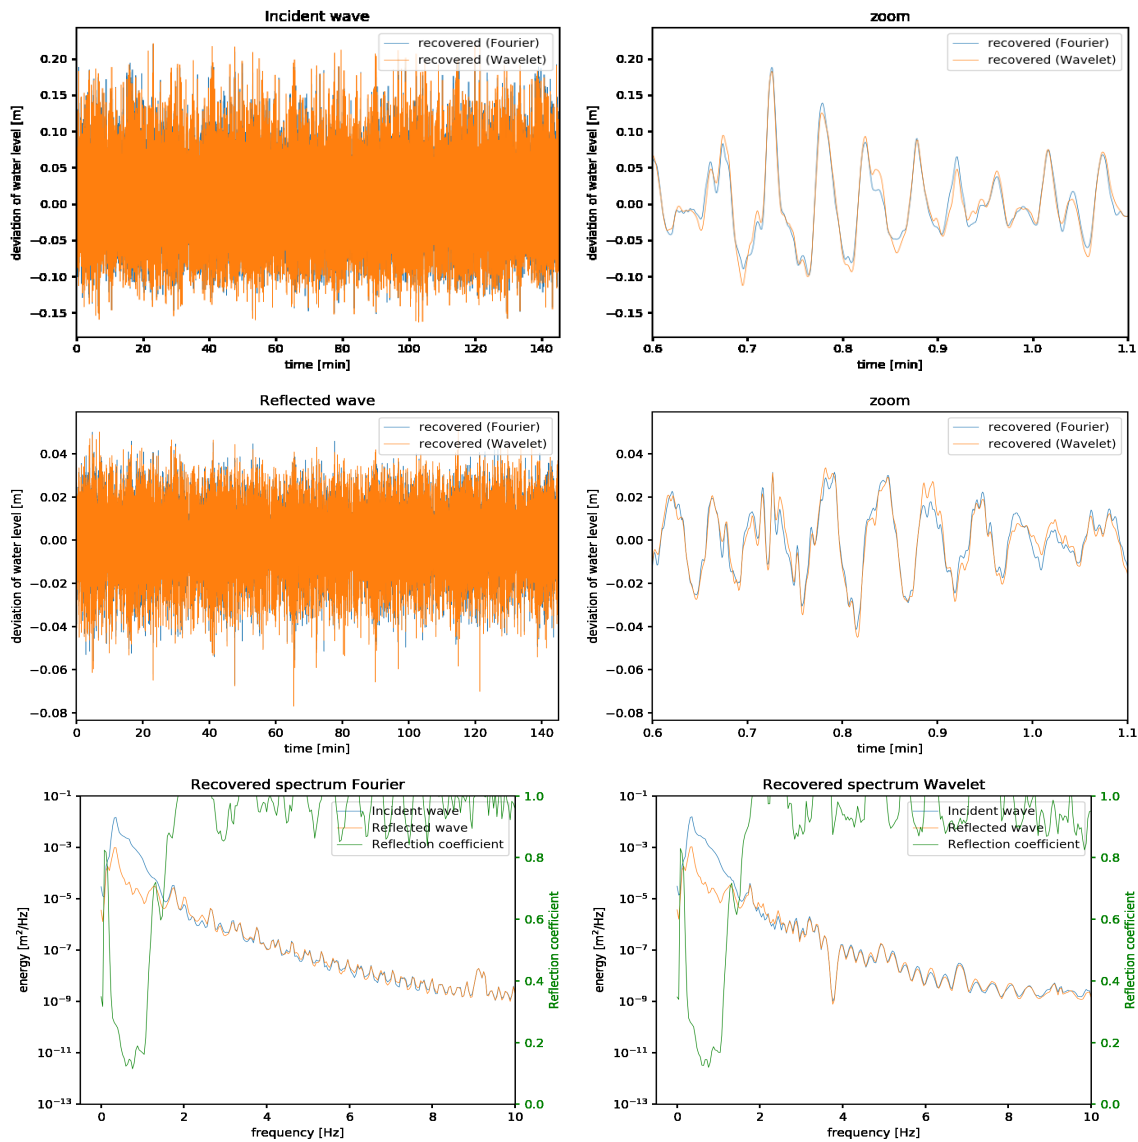 Incident wave
recovered (Fourier)
recovered (Wavelet)
deviation of water level [m]
0.20
0.15
0.10
0.05
0.00
−0.05
−0.10
−0.15
0 20 40 60 80 100 120 140
time [min]
zoom
recovered (Fourier)
recovered (Wavelet)
deviation of water level [m]
0.20
0.15
0.10
0.05
0.00
−0.05
−0.10
−0.15
0.6 0.7 0.8 0.9 1.0 1.1
time [min]
Reflected wave
recovered (Fourier)
recovered (Wavelet)
deviation of water level [m]
0.04
0.02
0.00
−0.02
−0.04
−0.06
−0.08
0 20 40 60 80 100 120 140
time [min]
zoom
recovered (Fourier)
recovered (Wavelet)
deviation of water level [m]
0.04
0.02
0.00
−0.02
−0.04
−0.06
−0.08
0.6 0.7 0.8 0.9 1.0 1.1
time [min]
Recovered spectrum Fourier
Incident wave
Reflected wave
Reflection coefficient
energy [m²/Hz]
10⁻¹
10⁻³
10⁻⁵
10⁻⁷
10⁻⁹
10⁻¹¹
10⁻¹³
0 2 4 6 8 10
frequency [Hz]
1.0
0.8
0.6
0.4
0.2
0.0
Reflection coefficient
Recovered spectrum Wavelet
Incident wave
Reflected wave
Reflection coefficient
energy [m²/Hz]
10⁻¹
10⁻³
10⁻⁵
10⁻⁷
10⁻⁹
10⁻¹¹
10⁻¹³
0 2 4 6 8 10
frequency [Hz]
1.0
0.8
0.6
0.4
0.2
0.0
Reflection coefficient